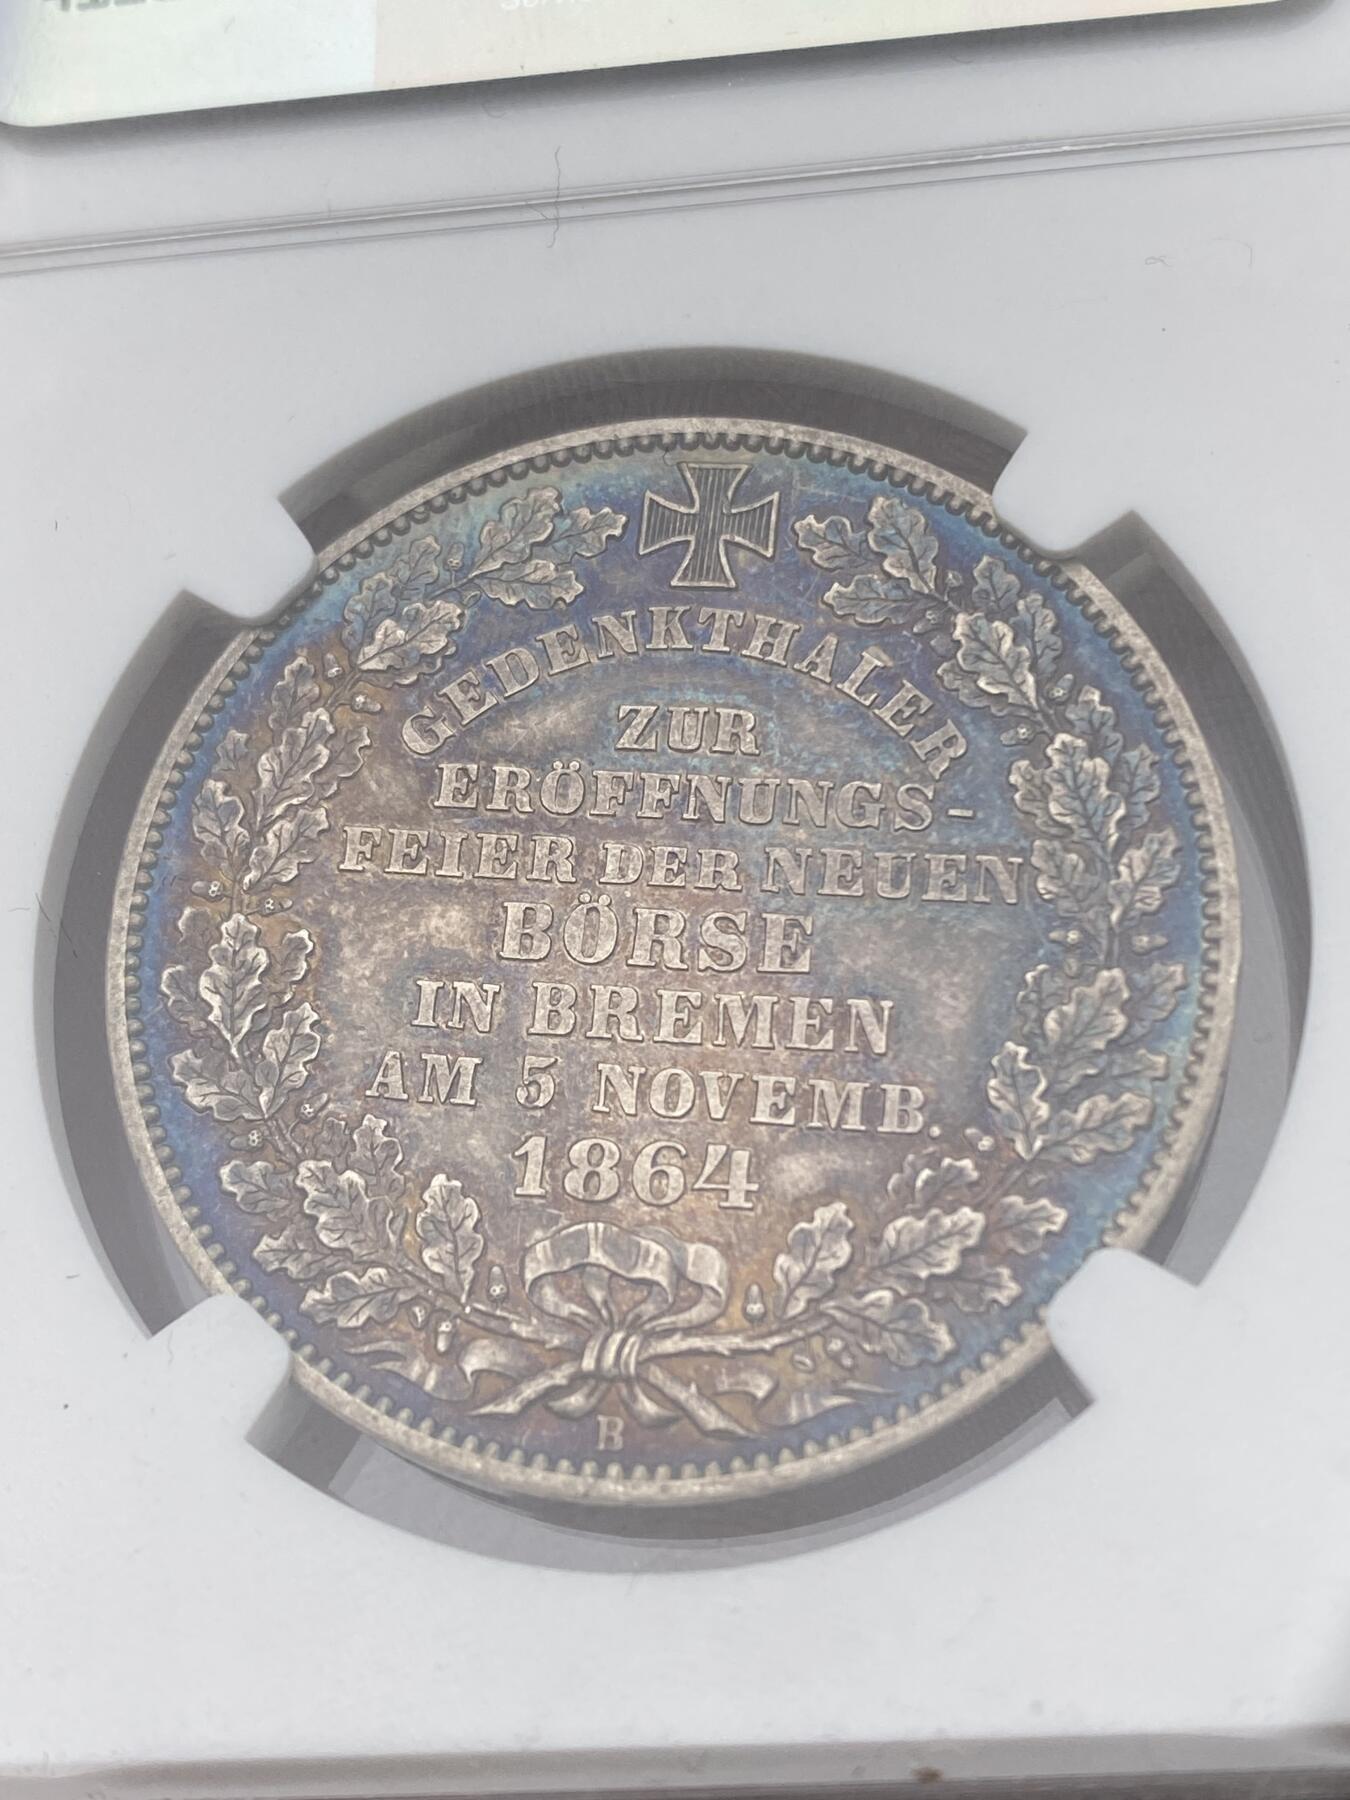 GEDENKTHALER
ZUR
ERÖFFNUNGS-
FEIER DER NEUEN
BÖRSE
IN BREMEN
AM 5 NOVEMB.
1864
B